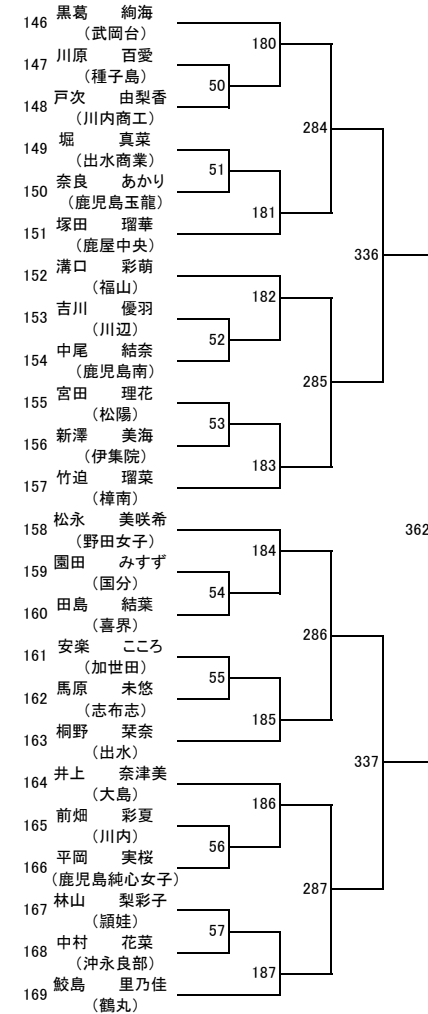 146 黒葛 絢海
(武岡台)
147 川原 百愛
(種子島)
148 戸次 由梨香
(川内商工)
149 堀 真菜
(出水商業)
150 奈良 あかり
(鹿児島玉龍)
151 塚田 瑠華
(鹿屋中央)
152 溝口 彩萌
(福山)
153 吉川 優羽
(川辺)
154 中尾 結奈
(鹿児島南)
155 宮田 理花
(松陽)
156 新澤 美海
(伊集院)
157 竹迫 瑠菜
(樟南)
158 松永 美咲希
(野田女子)
159 園田 みすず
(国分)
160 田島 結葉
(喜界)
161 安楽 こころ
(加世田)
162 馬原 未悠
(志布志)
163 桐野 栞奈
(出水)
164 井上 奈津美
(大島)
165 前畑 彩夏
(川内)
166 平岡 実桜
(鹿児島純心女子)
167 林山 梨彩子
(頴娃)
168 中村 花菜
(沖永良部)
169 鮫島 里乃佳
(鶴丸)
50
51
52
53
54
55
56
57
180
181
182
183
184
185
186
187
284
285
286
287
336
337
362